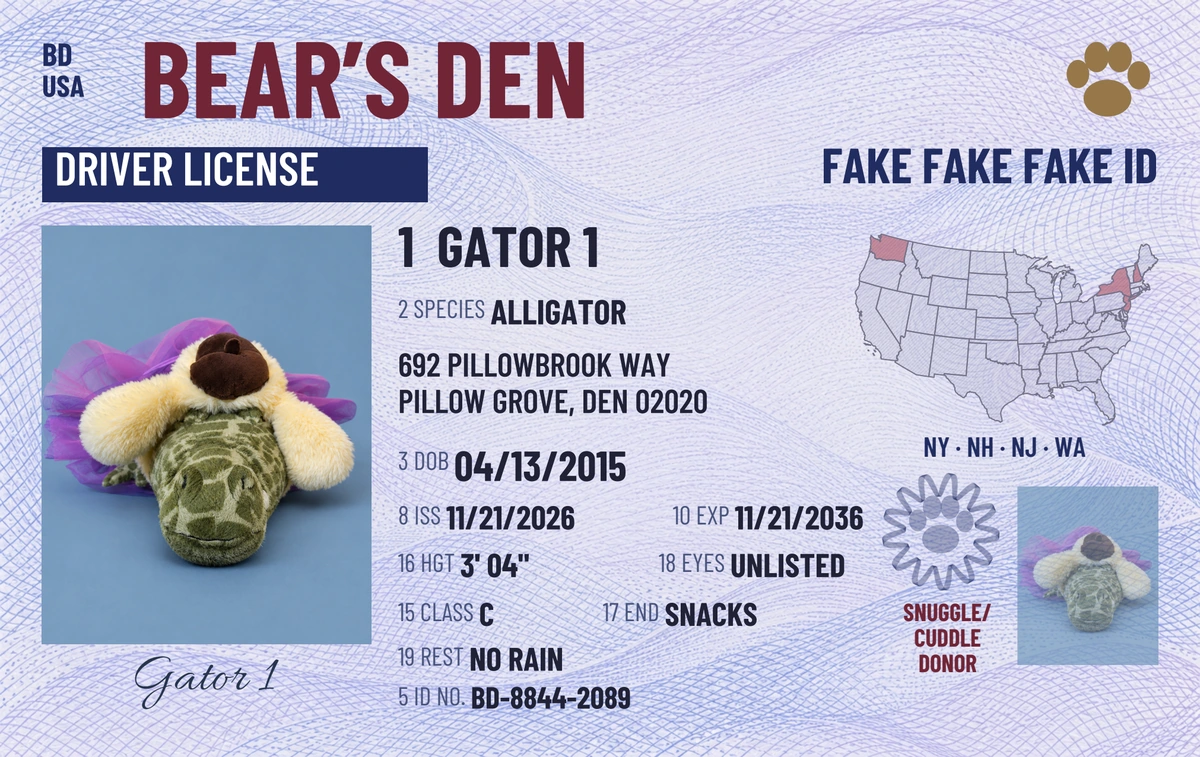 BD
USA
BEAR'S DEN
DRIVER LICENSE
FAKE FAKE FAKE ID
1 GATOR 1
2 SPECIES ALLIGATOR
692 PILLOWBROOK WAY
PILLOW GROVE, DEN 02020
3 DOB 04/13/2015
8 ISS 11/21/2026 10 EXP 11/21/2036
16 HGT 3' 04" 18 EYES UNLISTED
15 CLASS C 17 END SNACKS
19 REST NO RAIN
5 ID NO. BD-8844-2089
Gator 1
NY · NH · NJ · WA
SNUGGLE/
CUDDLE
DONOR